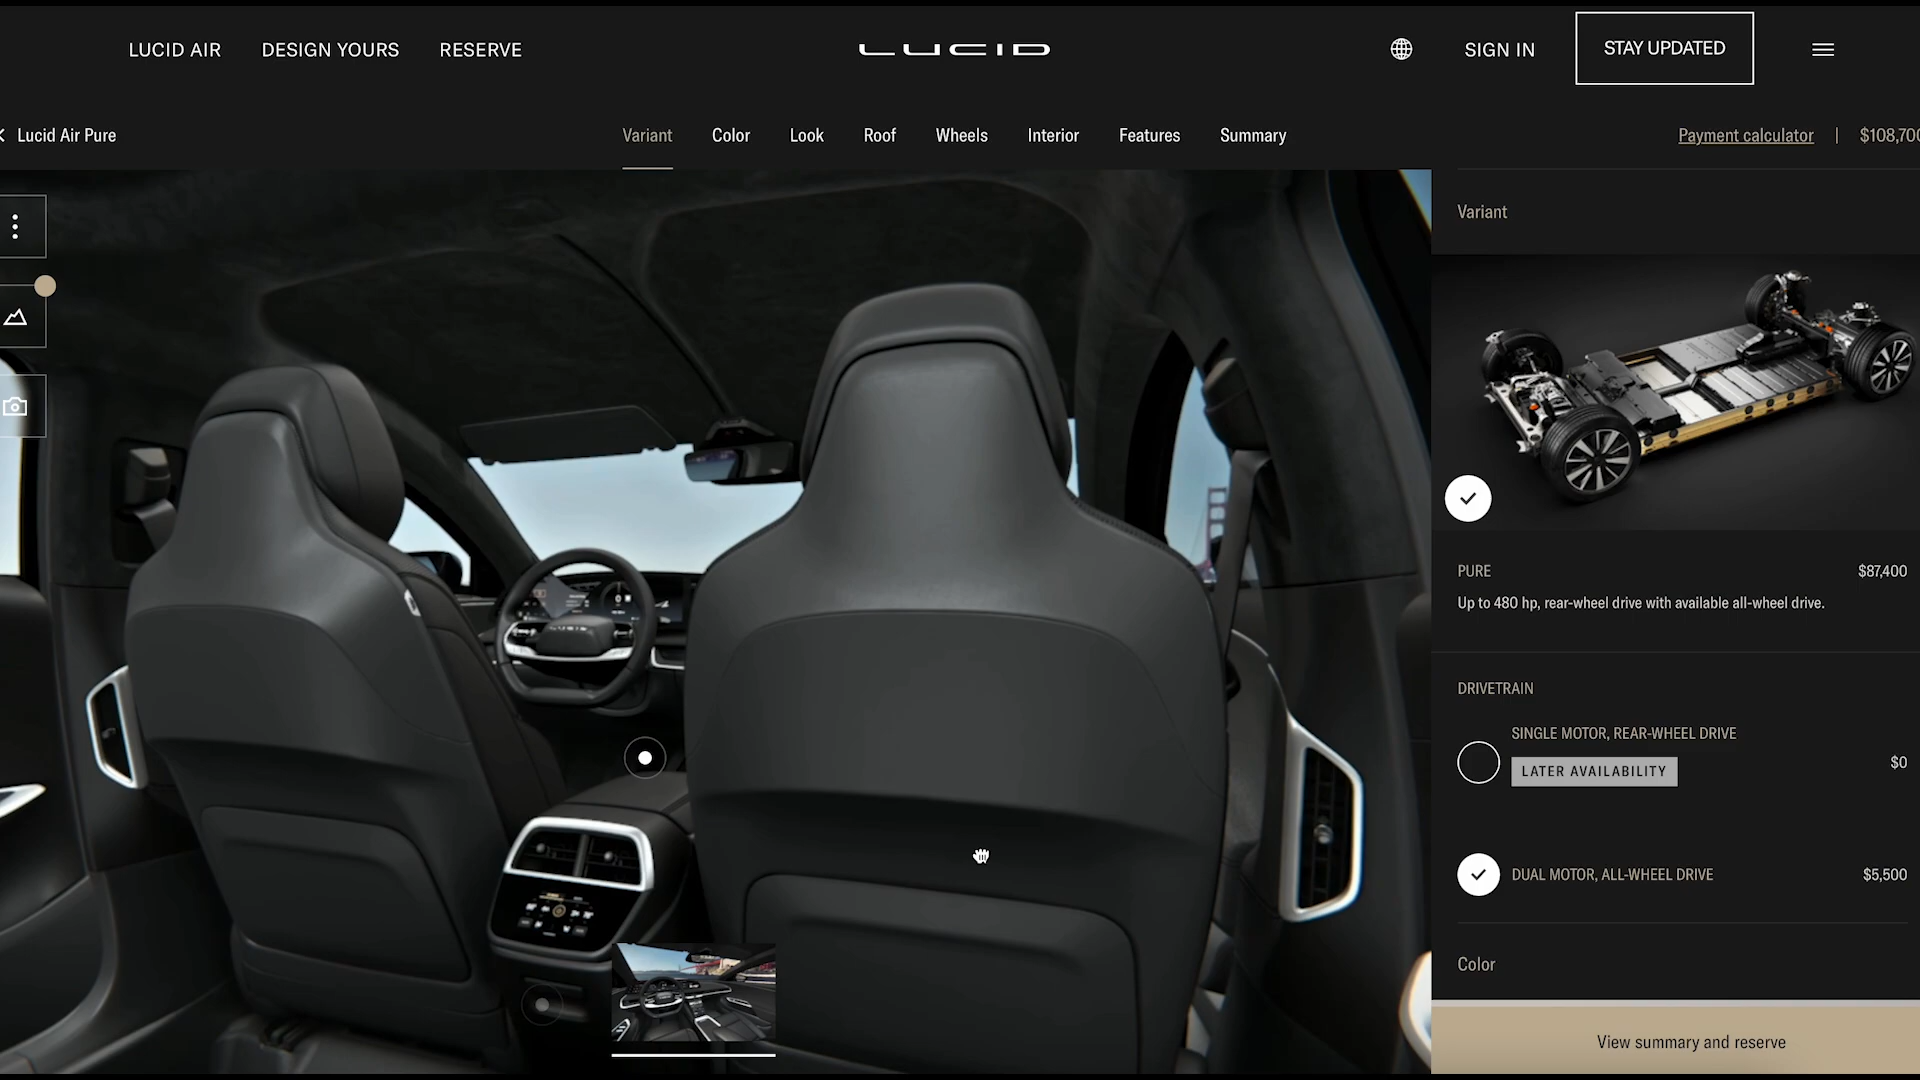 LUCID AIR DESIGN YOURS RESERVE LUCID SIGN IN STAY UPDATED
Lucid Air Pure Variant Color Look Roof Wheels Interior Features Summary Payment calculator | $108,700
Variant
PURE $87,400
Up to 480 hp, rear-wheel drive with available all-wheel drive.
DRIVETRAIN
SINGLE MOTOR, REAR-WHEEL DRIVE
LATER AVAILABILITY $0
DUAL MOTOR, ALL-WHEEL DRIVE $5,500
Color
View summary and reserve